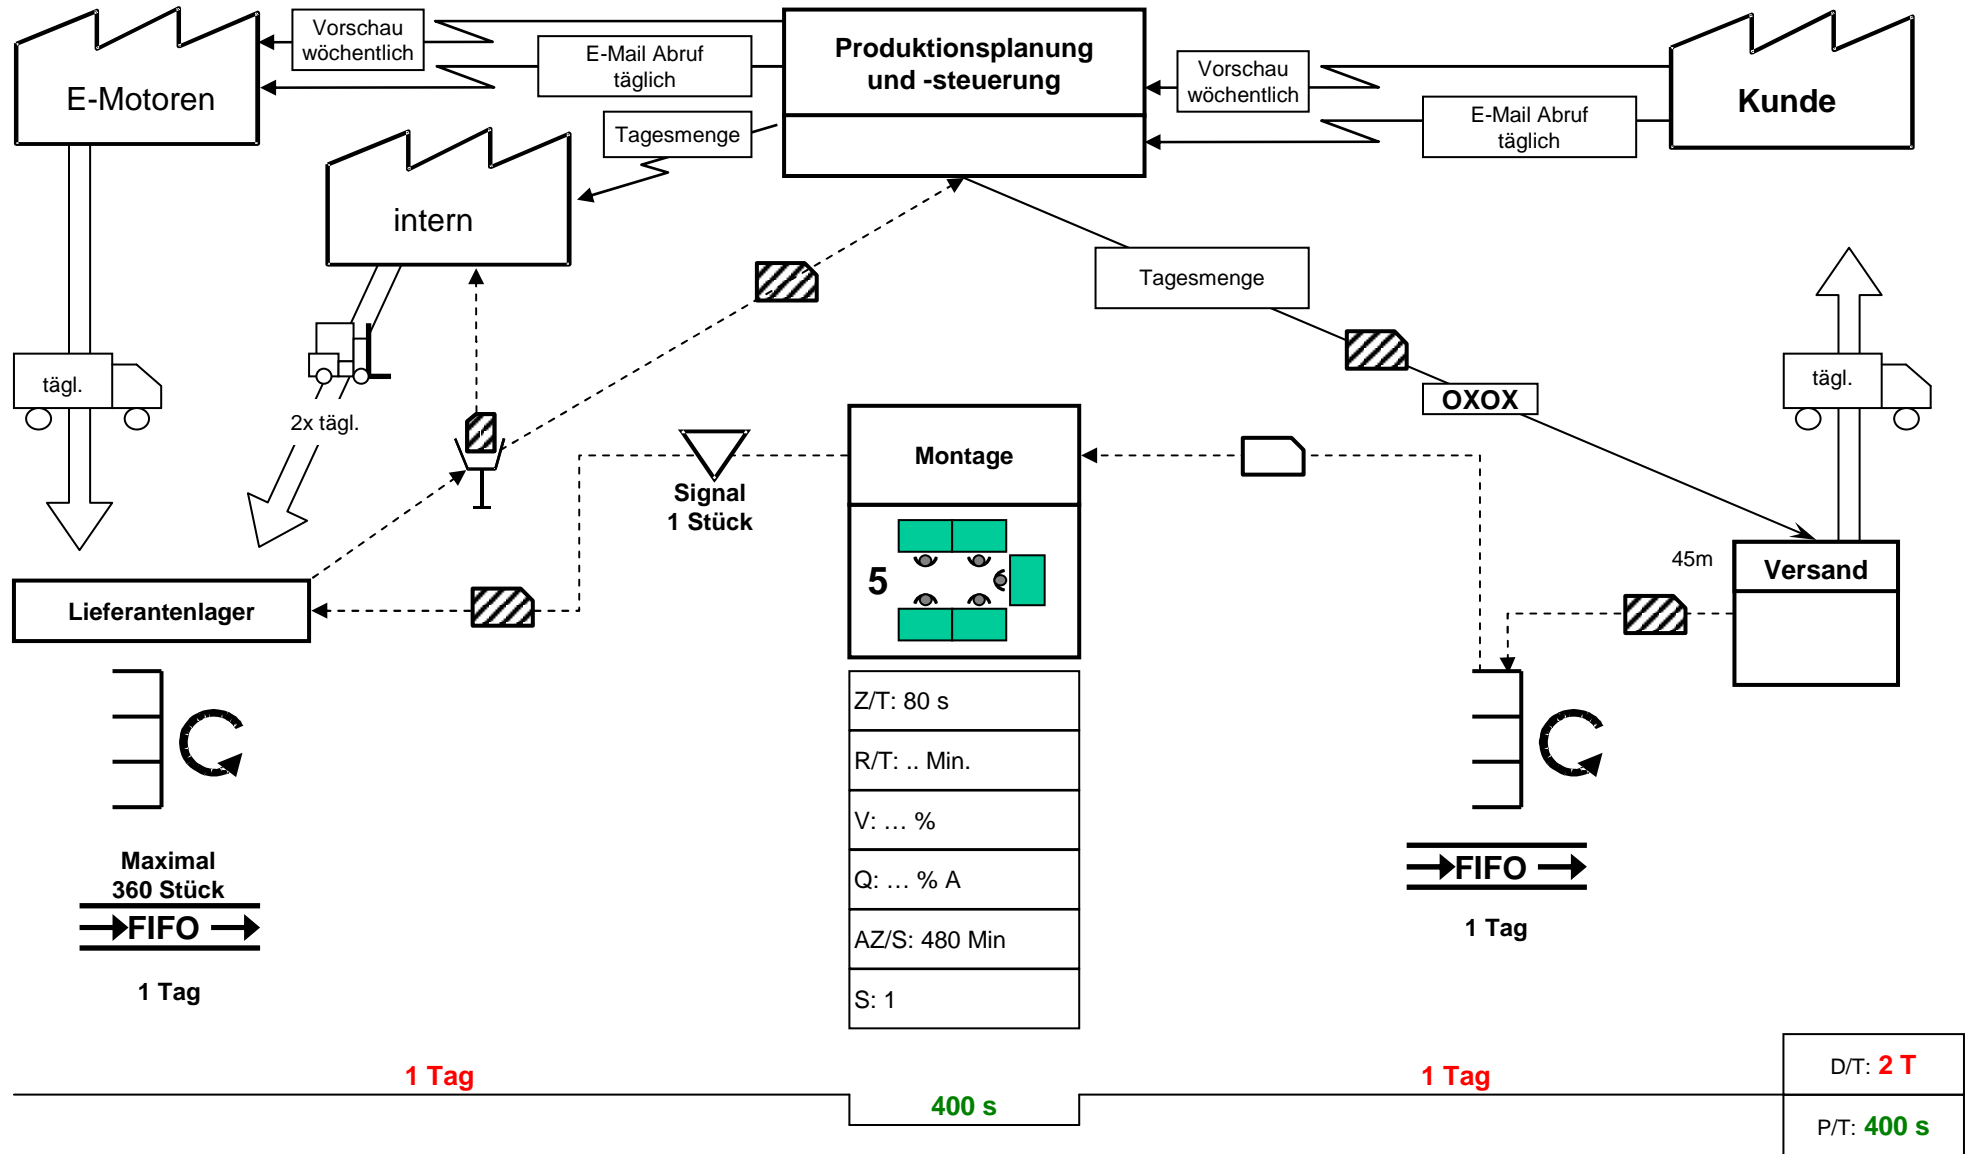 Vorschau
wöchentlich
E-Mail Abruf
täglich
Produktionsplanung
und -steuerung
Vorschau
wöchentlich
E-Mail Abruf
täglich
Kunde
E-Motoren
Tagesmenge
intern
Tagesmenge
tägl.
2x tägl.
OXOX
tägl.
Signal
1 Stück
Montage
5
45m
Versand
Lieferantenlager
Z/T: 80 s
R/T: .. Min.
V: ... %
Q: ... % A
AZ/S: 480 Min
S: 1
Maximal
360 Stück
FIFO
1 Tag
FIFO
1 Tag
1 Tag
400 s
1 Tag
D/T: 2 T
P/T: 400 s